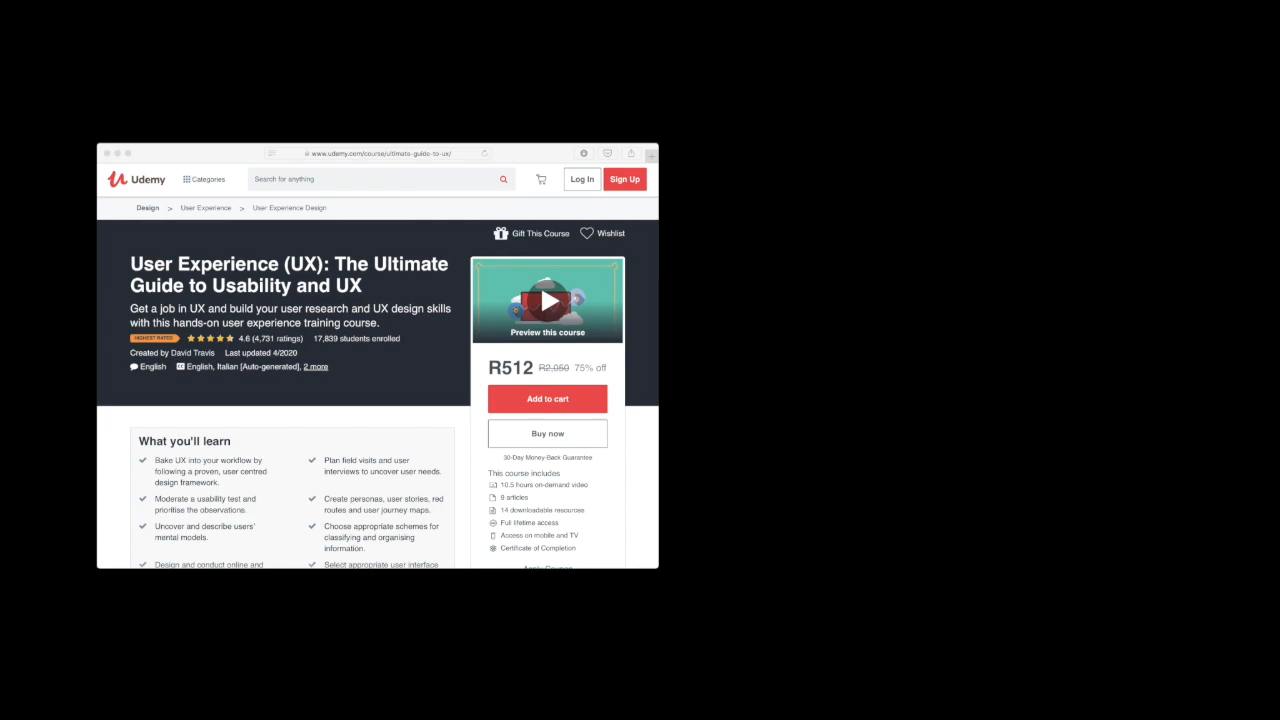 www.udemy.com/course/ultimate-guide-to-ux/
Udemy
Categories
Search for anything
Log In
Sign Up
Design > User Experience > User Experience Design
Gift This Course
Wishlist
User Experience (UX): The Ultimate
Guide to Usability and UX
Get a job in UX and build your user research and UX design skills
with this hands-on user experience training course.
HIGHEST RATED
4.6 (4,731 ratings)
17,839 students enrolled
Created by David Travis
Last updated 4/2020
English
English, Italian [Auto-generated], 2 more
Preview this course
R512 R2,050 75% off
Add to cart
Buy now
30-Day Money-Back Guarantee
This course includes
10.5 hours on-demand video
9 articles
14 downloadable resources
Full lifetime access
Access on mobile and TV
Certificate of Completion
Apply Coupon
What you'll learn
Bake UX into your workflow by
following a proven, user centred
design framework.
Plan field visits and user
interviews to uncover user needs.
Moderate a usability test and
prioritise the observations.
Create personas, user stories, red
routes and user journey maps.
Uncover and describe users'
mental models.
Choose appropriate schemes for
classifying and organising
information.
Design and conduct online and
Select appropriate user interface